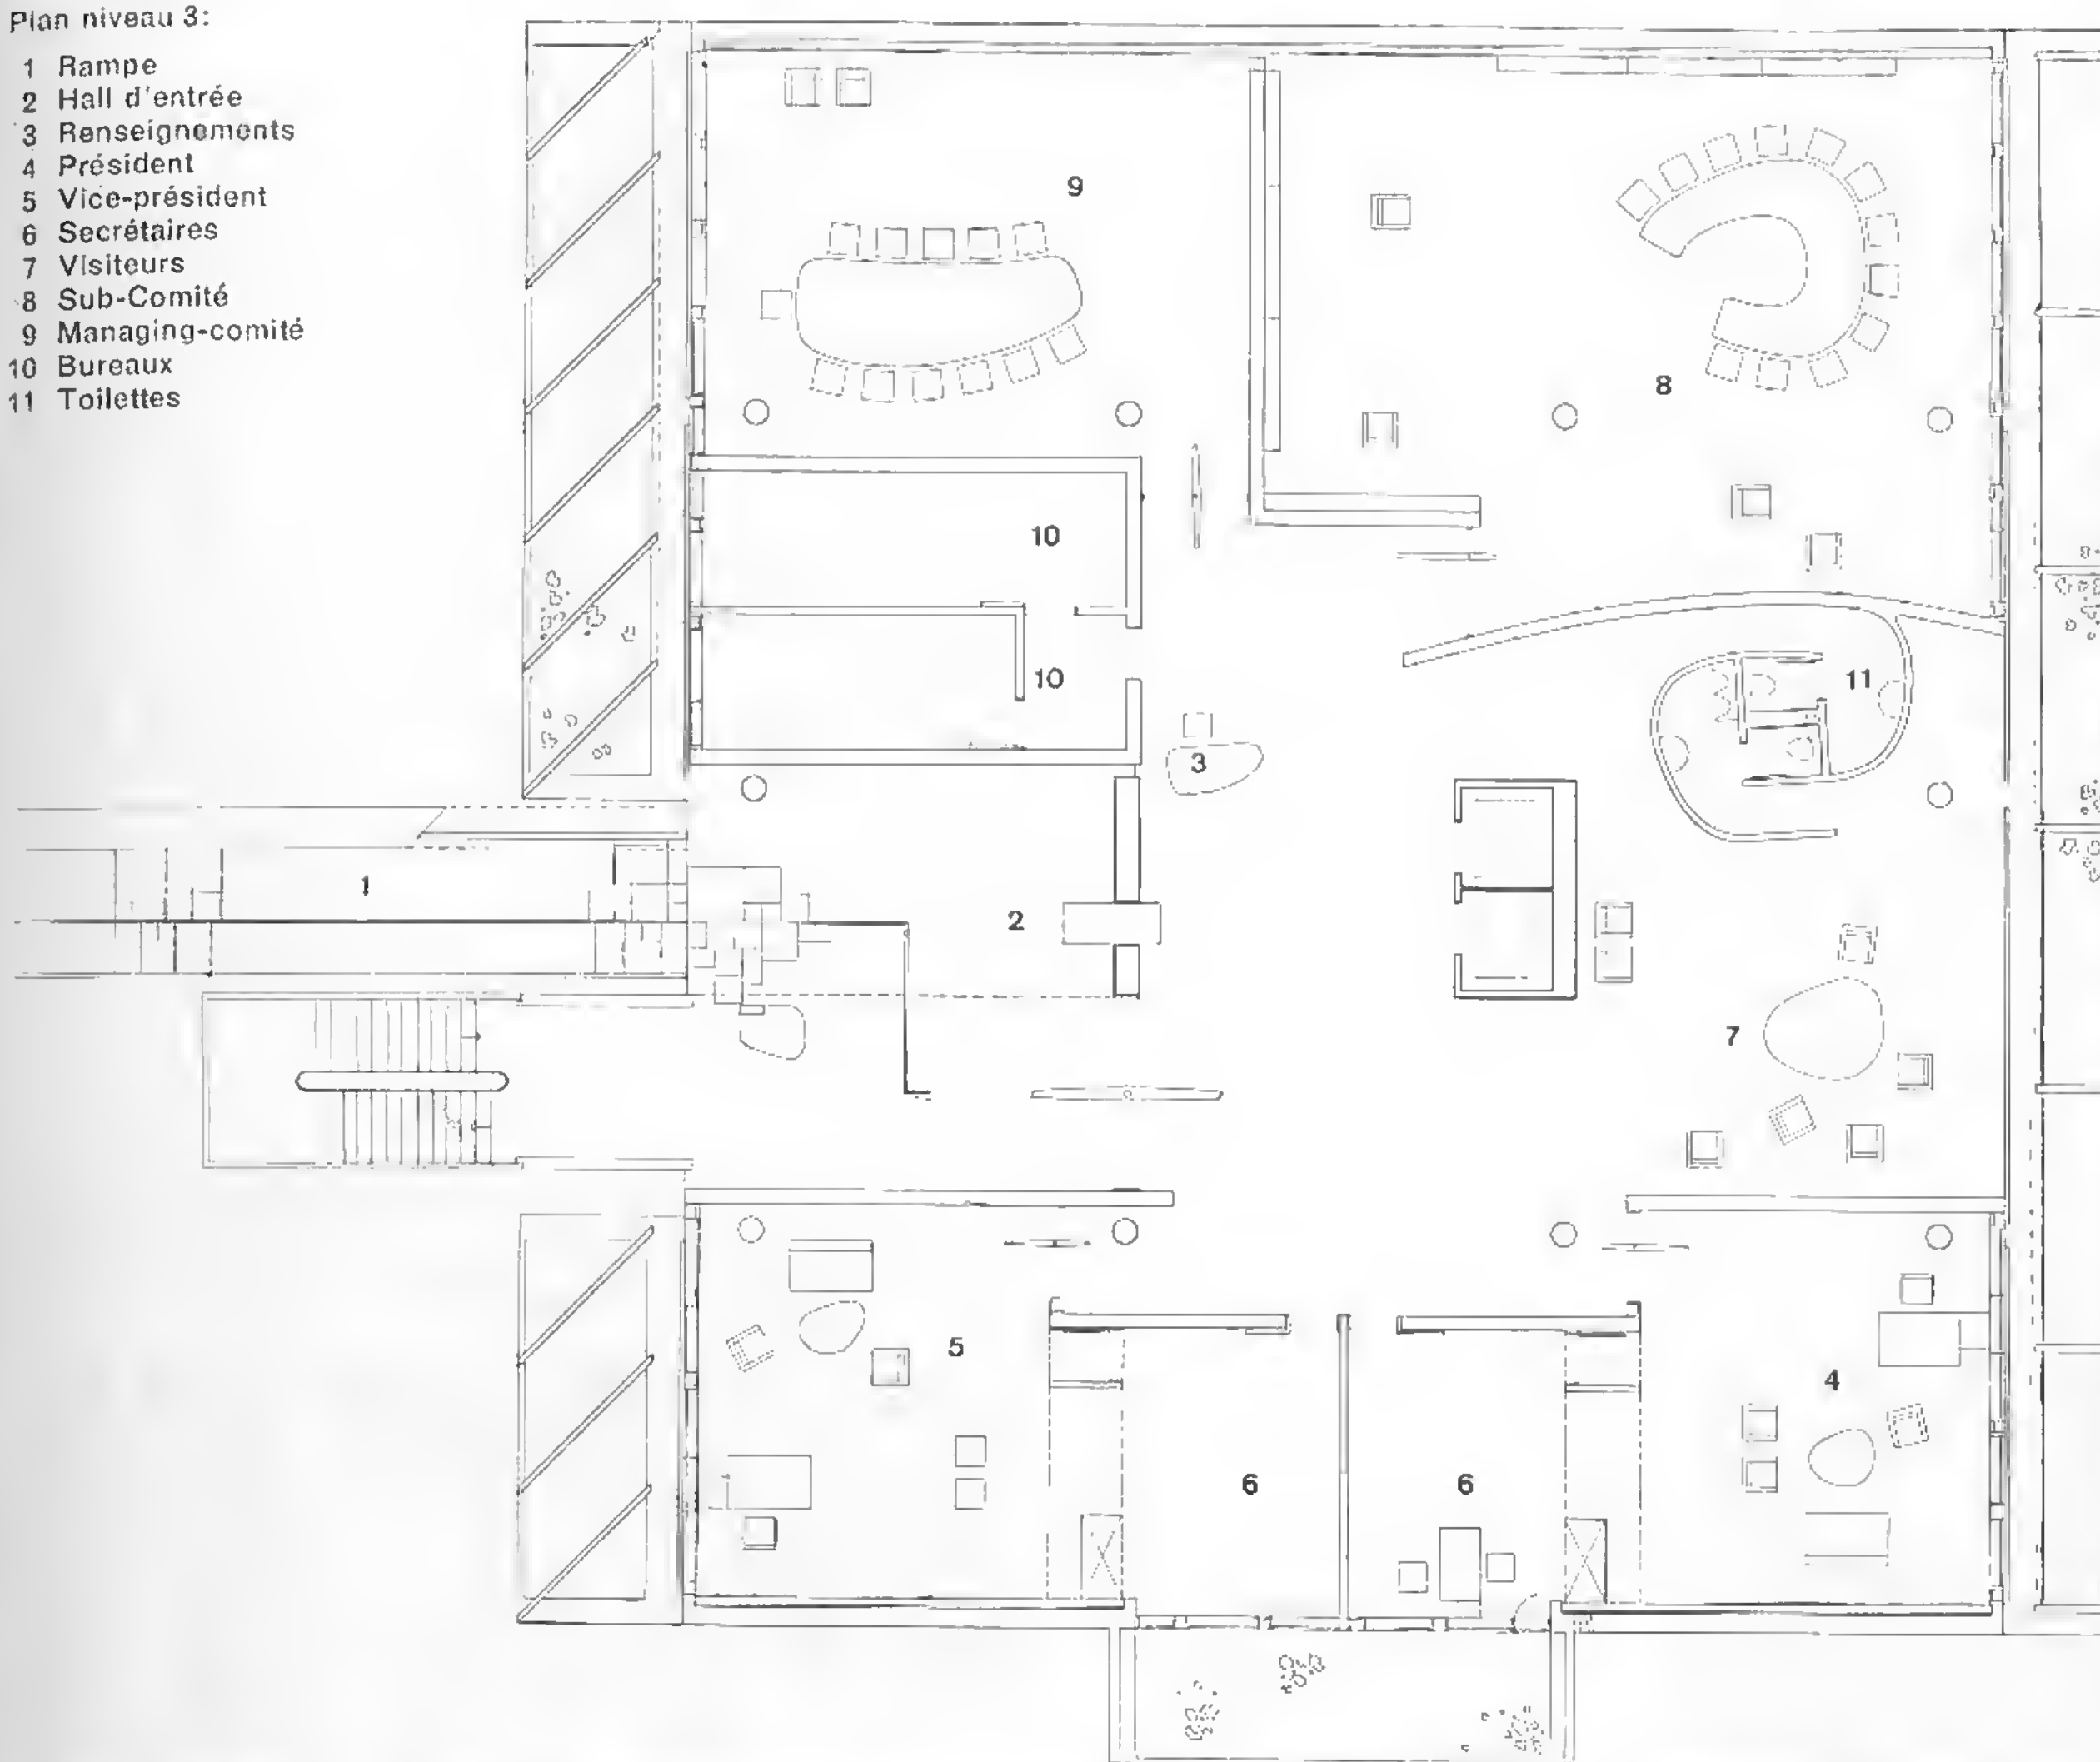 Plan niveau 3:
1 Rampe
2 Hall d'entrée
3 Renseignements
4 Président
5 Vice-président
6 Secrétaires
7 Visiteurs
8 Sub-Comité
9 Managing-comité
10 Bureaux
11 Toilettes
9
8
10
10
11
3
1
2
7
5
4
6
6